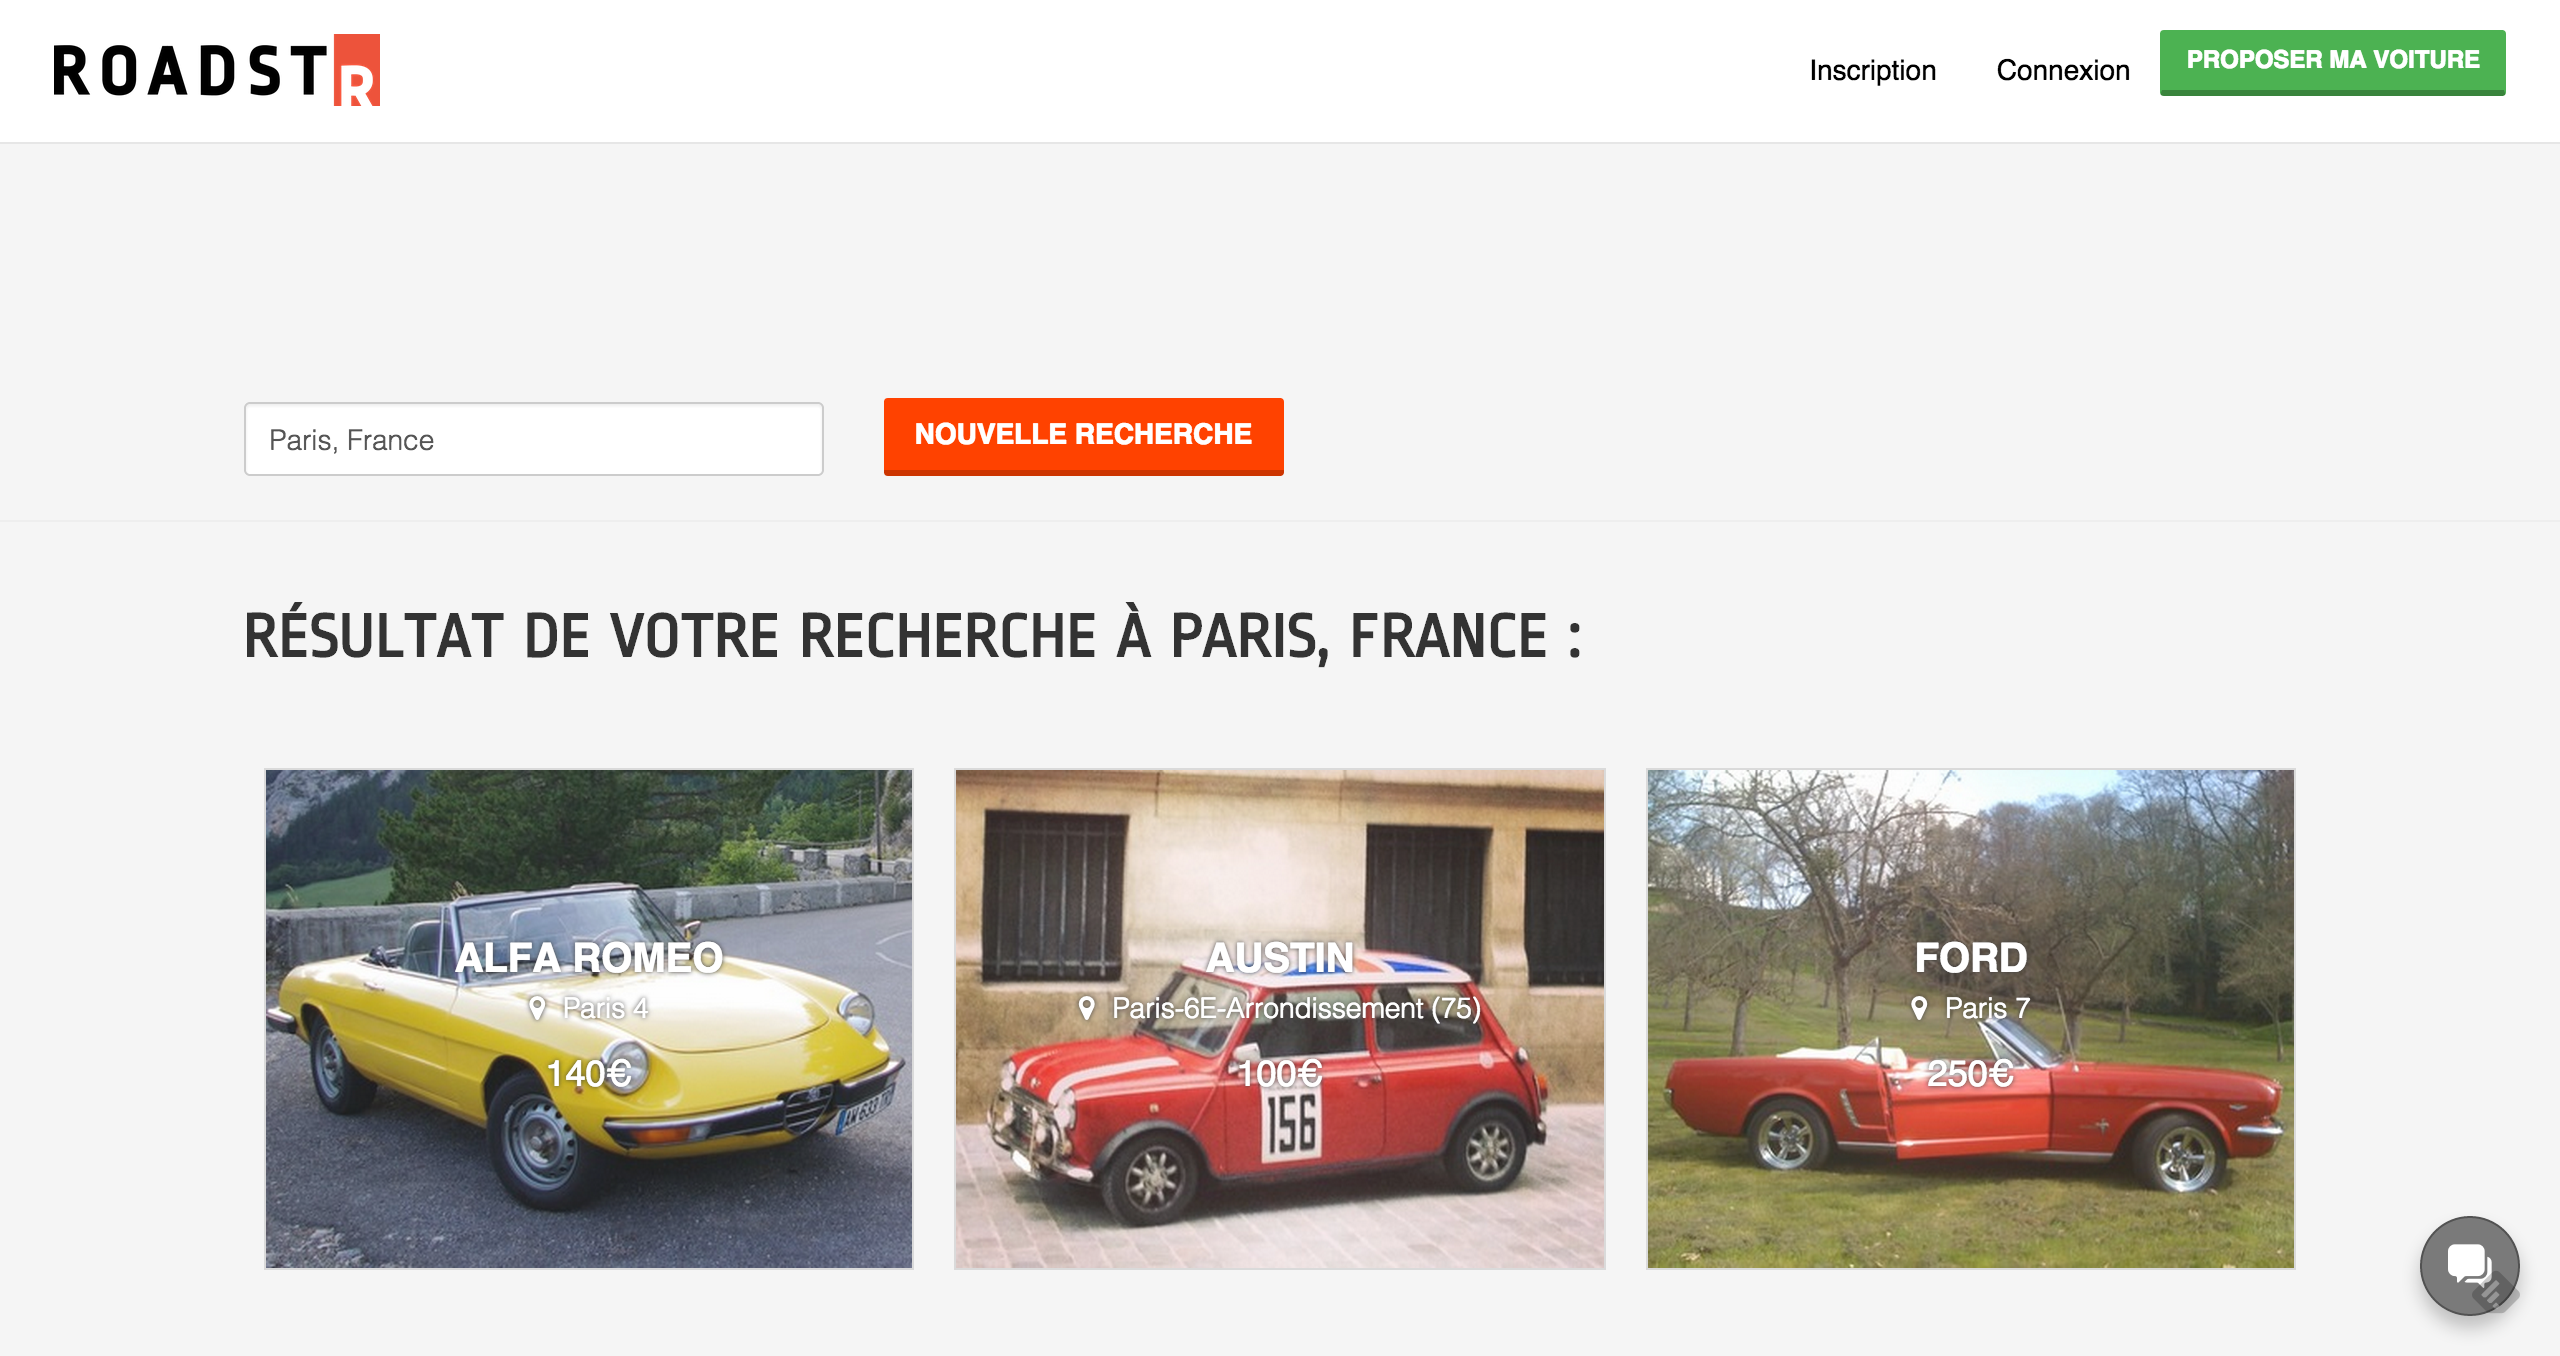 ROADSTR
Inscription
Connexion
PROPOSER MA VOITURE
Paris, France
NOUVELLE RECHERCHE
RÉSULTAT DE VOTRE RECHERCHE À PARIS, FRANCE :
ALFA ROMEO
Paris 4
140€
AUSTIN
Paris-6E-Arrondissement (75)
100€
156
FORD
Paris 7
250€